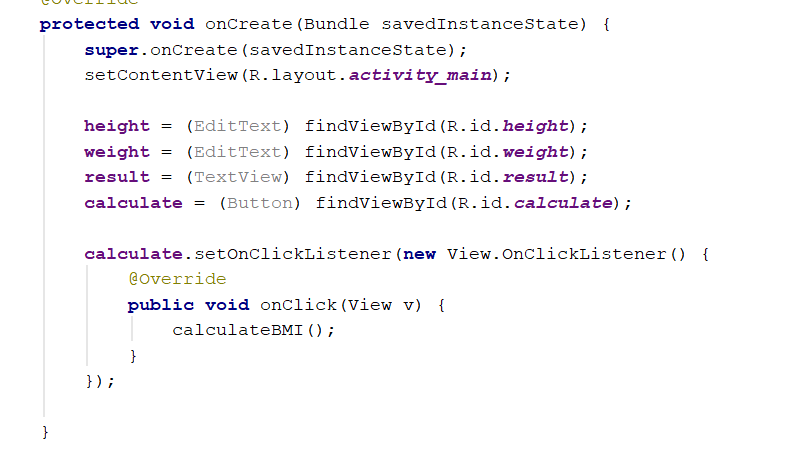 @Override
protected void onCreate(Bundle savedInstanceState) {
super.onCreate(savedInstanceState);
setContentView(R.layout.activity_main);
height = (EditText) findViewById(R.id.height);
weight = (EditText) findViewById(R.id.weight);
result = (TextView) findViewById(R.id.result);
calculate = (Button) findViewById(R.id.calculate);
calculate.setOnClickListener(new View.OnClickListener() {
@Override
public void onClick(View v) {
calculateBMI();
}
});
}